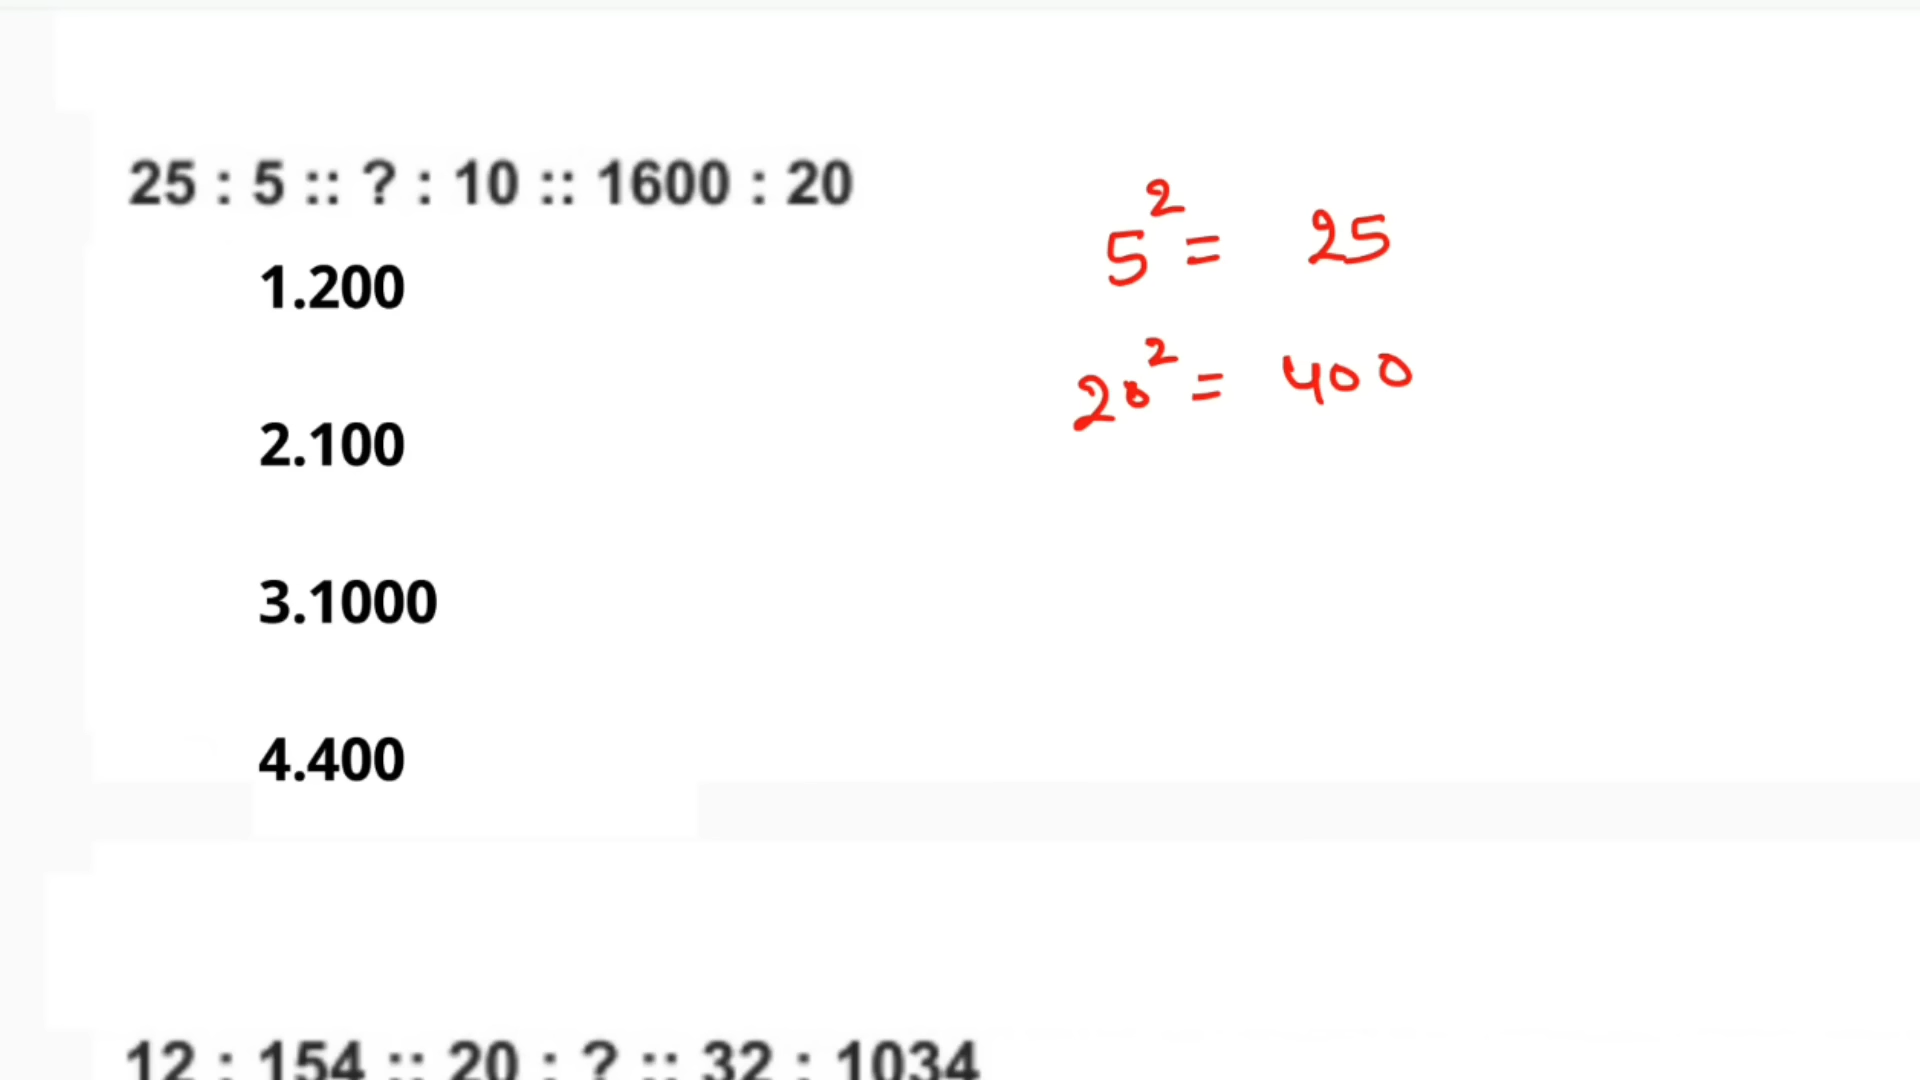 25 : 5 :: ? : 10 :: 1600 : 20
5² = 25
1.200
20² = 400
2.100
3.1000
4.400
12 : 154 :: 20 : ? :: 32 : 1034